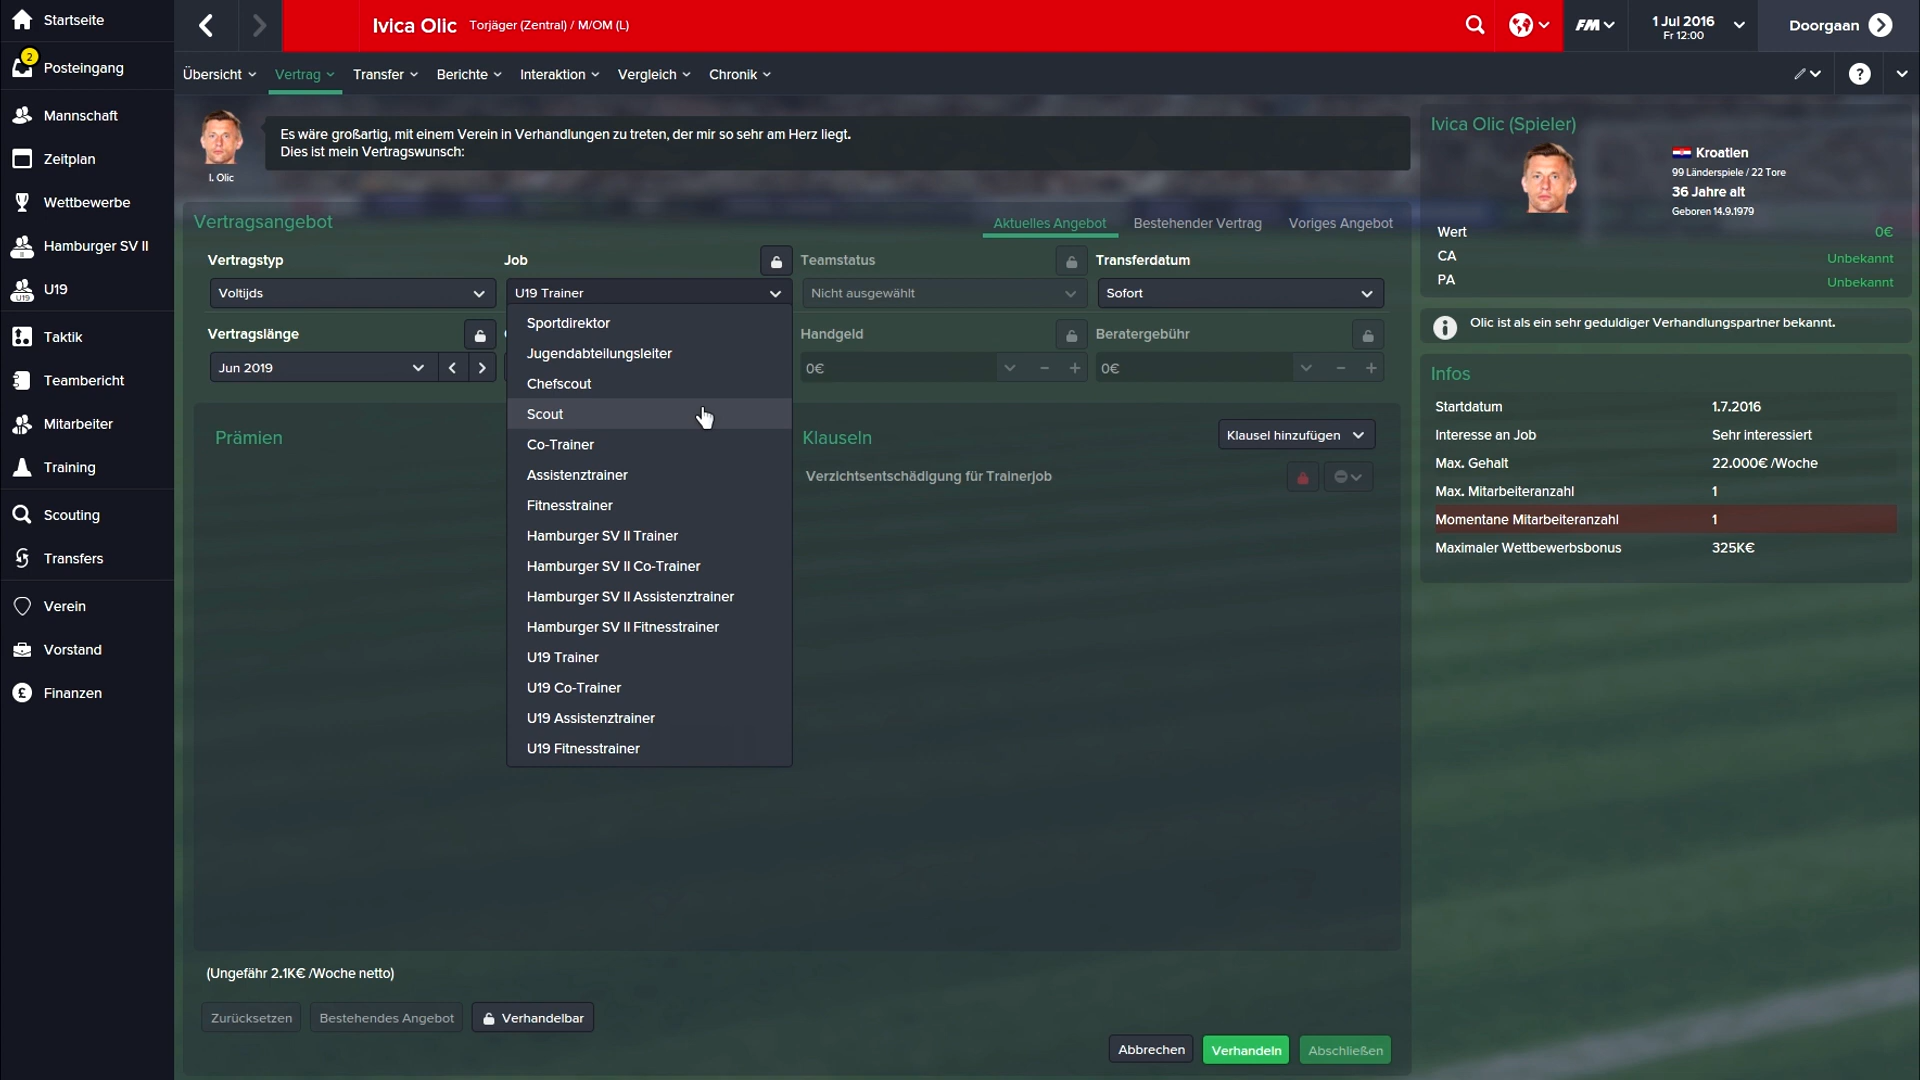 Startseite
2
Posteingang
Mannschaft
Zeitplan
Wettbewerbe
II
Hamburger SV II
U19
U19
Taktik
Teambericht
Mitarbeiter
Training
Scouting
Transfers
Verein
Vorstand
£
Finanzen
Ivica Olic
Torjäger (Zentral) / M/OM (L)
FM
1 Jul 2016
Fr 12:00
Doorgaan
Übersicht
Vertrag
Transfer
Berichte
Interaktion
Vergleich
Chronik
?
I. Olic
Es wäre großartig, mit einem Verein in Verhandlungen zu treten, der mir so sehr am Herz liegt.
Dies ist mein Vertragswunsch:
Vertragsangebot
Aktuelles Angebot
Bestehender Vertrag
Voriges Angebot
Vertragstyp
Job
Teamstatus
Transferdatum
Voltijds
U19 Trainer
Nicht ausgewählt
Sofort
Vertragslänge
Handgeld
Beratergebühr
Jun 2019
0€
0€
Sportdirektor
Jugendabteilungsleiter
Chefscout
Scout
Co-Trainer
Assistenztrainer
Fitnesstrainer
Hamburger SV II Trainer
Hamburger SV II Co-Trainer
Hamburger SV II Assistenztrainer
Hamburger SV II Fitnesstrainer
U19 Trainer
U19 Co-Trainer
U19 Assistenztrainer
U19 Fitnesstrainer
Prämien
Klauseln
Klausel hinzufügen
Verzichtsentschädigung für Trainerjob
(Ungefähr 2.1K€ /Woche netto)
Zurücksetzen
Bestehendes Angebot
Verhandelbar
Abbrechen
Verhandeln
Abschließen
Ivica Olic (Spieler)
Kroatien
99 Länderspiele / 22 Tore
36 Jahre alt
Geboren 14.9.1979
Wert
0€
CA
Unbekannt
PA
Unbekannt
Olic ist als ein sehr geduldiger Verhandlungspartner bekannt.
Infos
Startdatum
1.7.2016
Interesse an Job
Sehr interessiert
Max. Gehalt
22.000€ /Woche
Max. Mitarbeiteranzahl
1
Momentane Mitarbeiteranzahl
1
Maximaler Wettbewerbsbonus
325K€